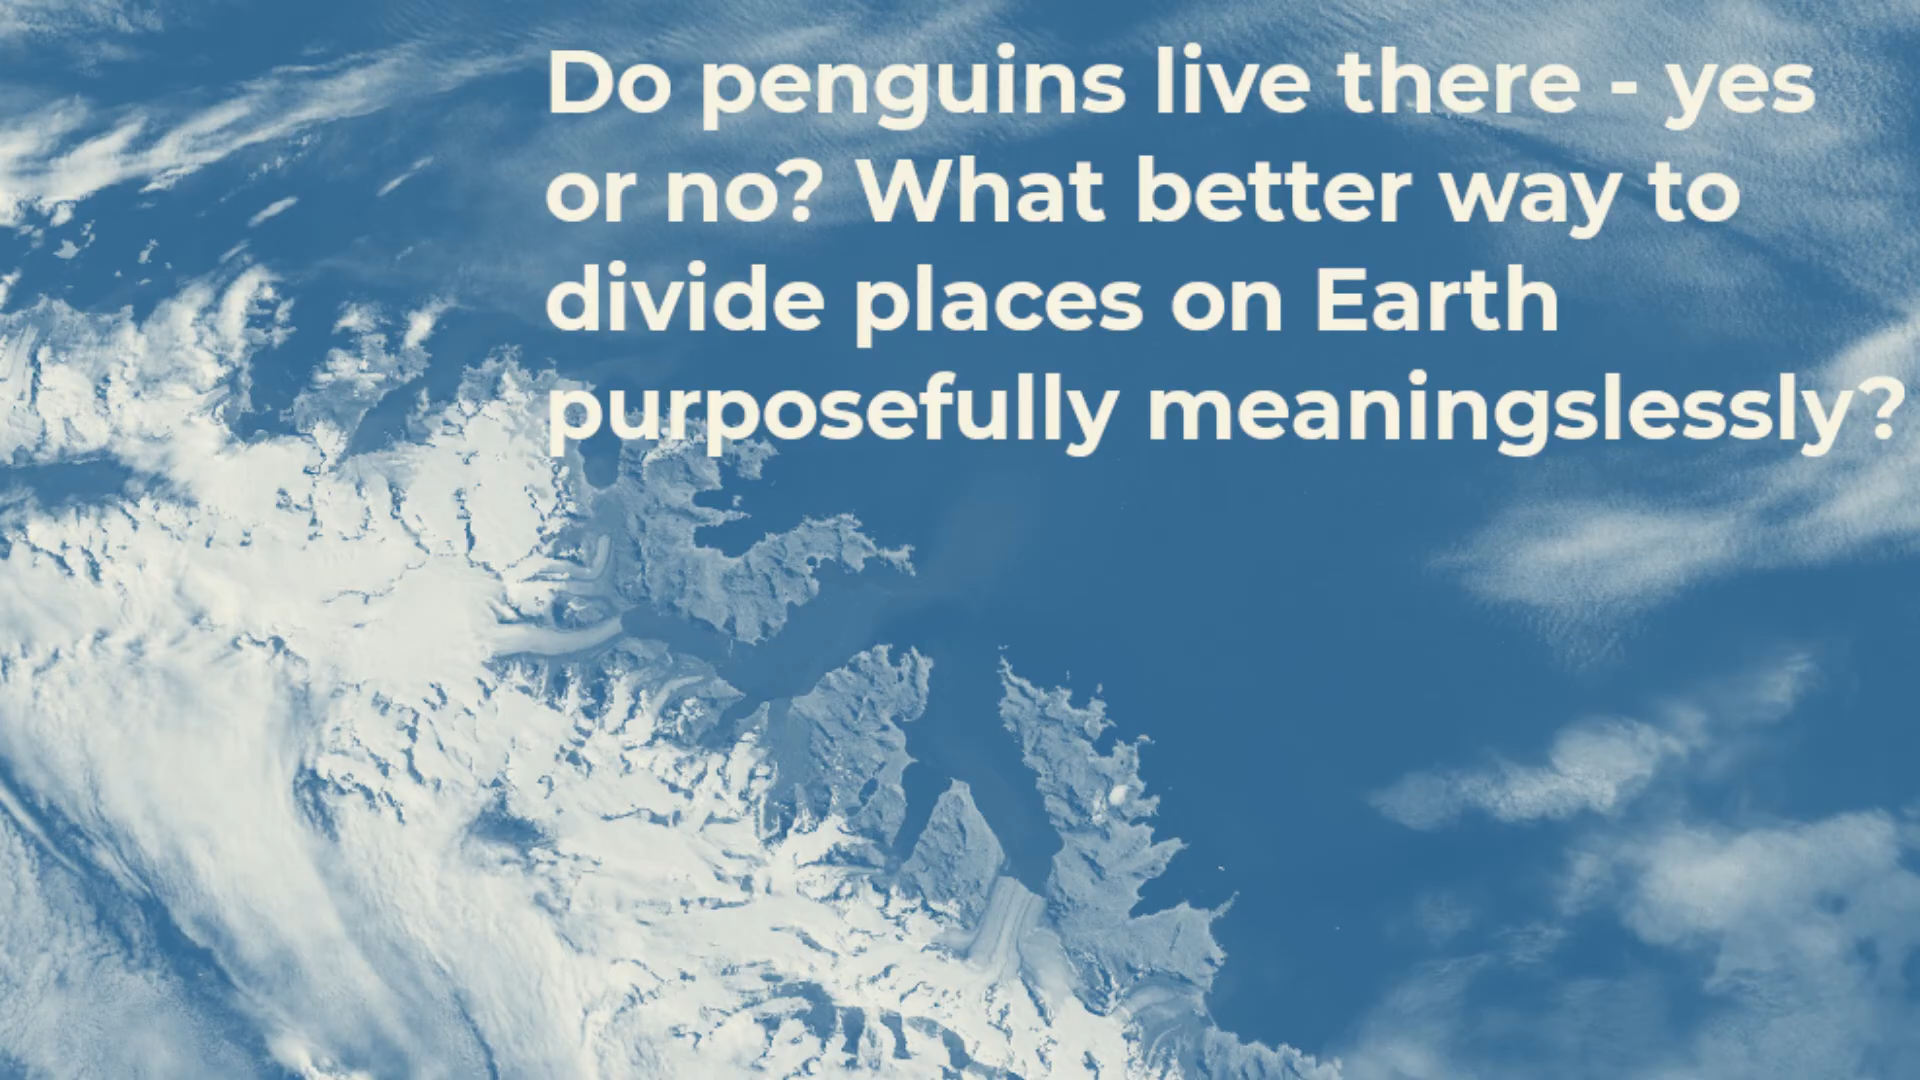 Do penguins live there - yes
or no? What better way to
divide places on Earth
purposefully meaningslessly?